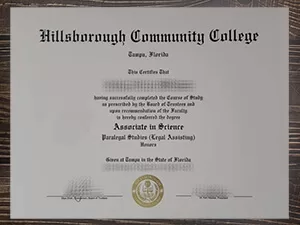 Hillsborough Community College
Tampa, Florida
This Certifies That
having successfully completed the Course of Study
as prescribed by the Board of Trustees and
upon recommendation of the Faculty
is hereby conferred the degree
Associate in Science
Paralegal Studies (Legal Assisting)
Honors
Given at Tampa in the State of Florida